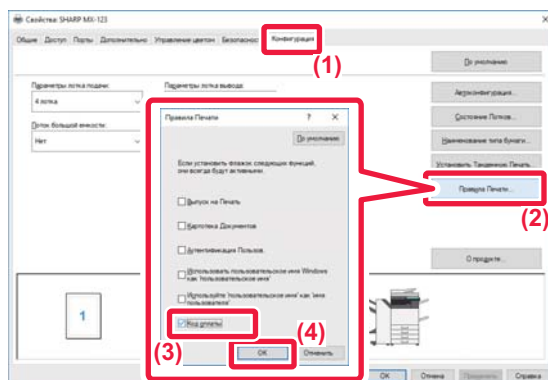 Свойства: SHARP MX-123
Общие Доступ Порты Дополнительно Управление цветом Безопасность Конфигурация
(1)
По умолчанию
Параметры лотка подачи:
Параметры лотка вывода:
4 лотка
Автоконфигурация...
Лоток большой емкости:
Нет
Состояние Лотков...
Наименование типа бумаги...
Установить Тандемную Печать...
Правила Печати...
(2)
О продукте...
Правила Печати ? X
По умолчанию
Если установить флажок следующих функций,
они всегда будут активными.
Выпуск на Печать
Картотека Документов
Аутентификация Пользов.
Использовать пользовательское имя Windows
как 'пользовательское имя'
Используйте 'пользовательское имя' как 'имя
пользователя'
Код оплаты
(3)
(4)
OK Отменить
1
OK Отмена Применить Справка